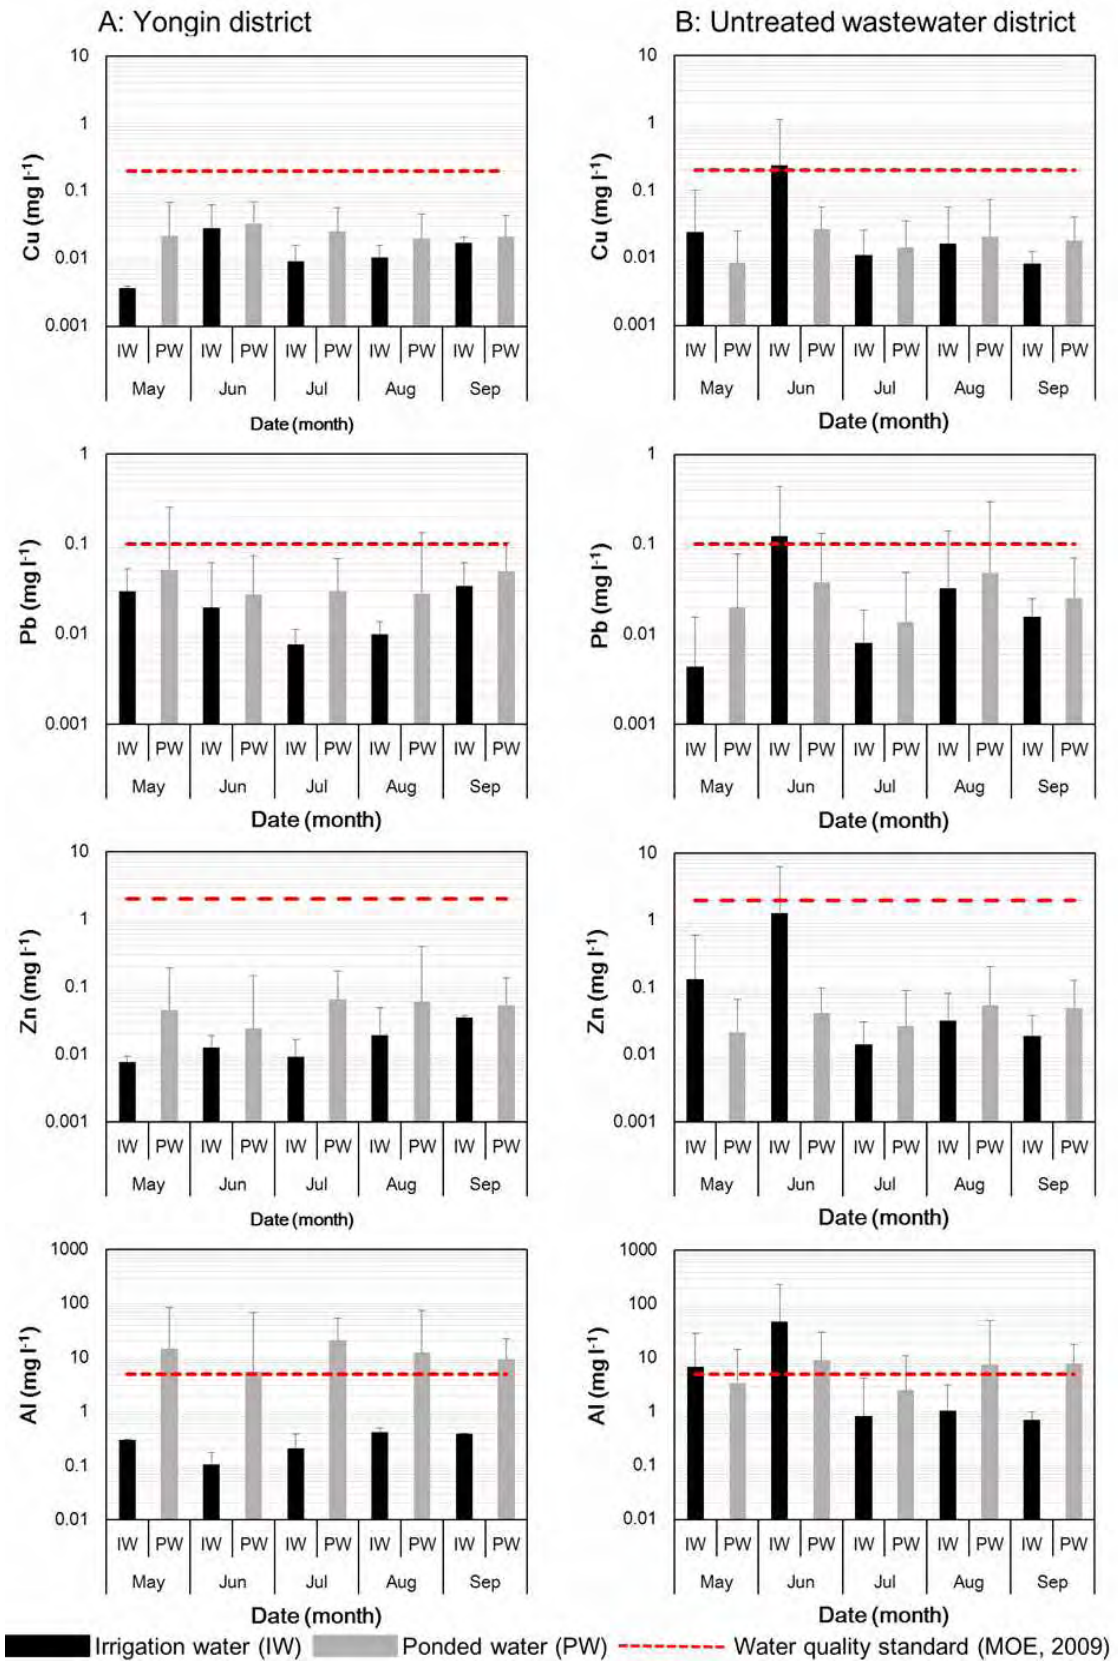 A: Yongin district
B: Untreated wastewater district
10
1
0.1
0.01
0.001
Cu (mg l-1)
IW PW IW PW IW PW IW PW IW PW
May Jun Jul Aug Sep
Date (month)
10
1
0.1
0.01
0.001
Cu (mg l-1)
IW PW IW PW IW PW IW PW IW PW
May Jun Jul Aug Sep
Date (month)
1
0.1
0.01
0.001
Pb (mg l-1)
IW PW IW PW IW PW IW PW IW PW
May Jun Jul Aug Sep
Date (month)
1
0.1
0.01
0.001
Pb (mg l-1)
IW PW IW PW IW PW IW PW IW PW
May Jun Jul Aug Sep
Date (month)
10
1
0.1
0.01
0.001
Zn (mg l-1)
IW PW IW PW IW PW IW PW IW PW
May Jun Jul Aug Sep
Date (month)
10
1
0.1
0.01
0.001
Zn (mg l-1)
IW PW IW PW IW PW IW PW IW PW
May Jun Jul Aug Sep
Date (month)
1000
100
10
1
0.1
0.01
Al (mg l-1)
IW PW IW PW IW PW IW PW IW PW
May Jun Jul Aug Sep
Date (month)
1000
100
10
1
0.1
0.01
Al (mg l-1)
IW PW IW PW IW PW IW PW IW PW
May Jun Jul Aug Sep
Date (month)
Irrigation water (IW) Ponded water (PW) Water quality standard (MOE, 2009)